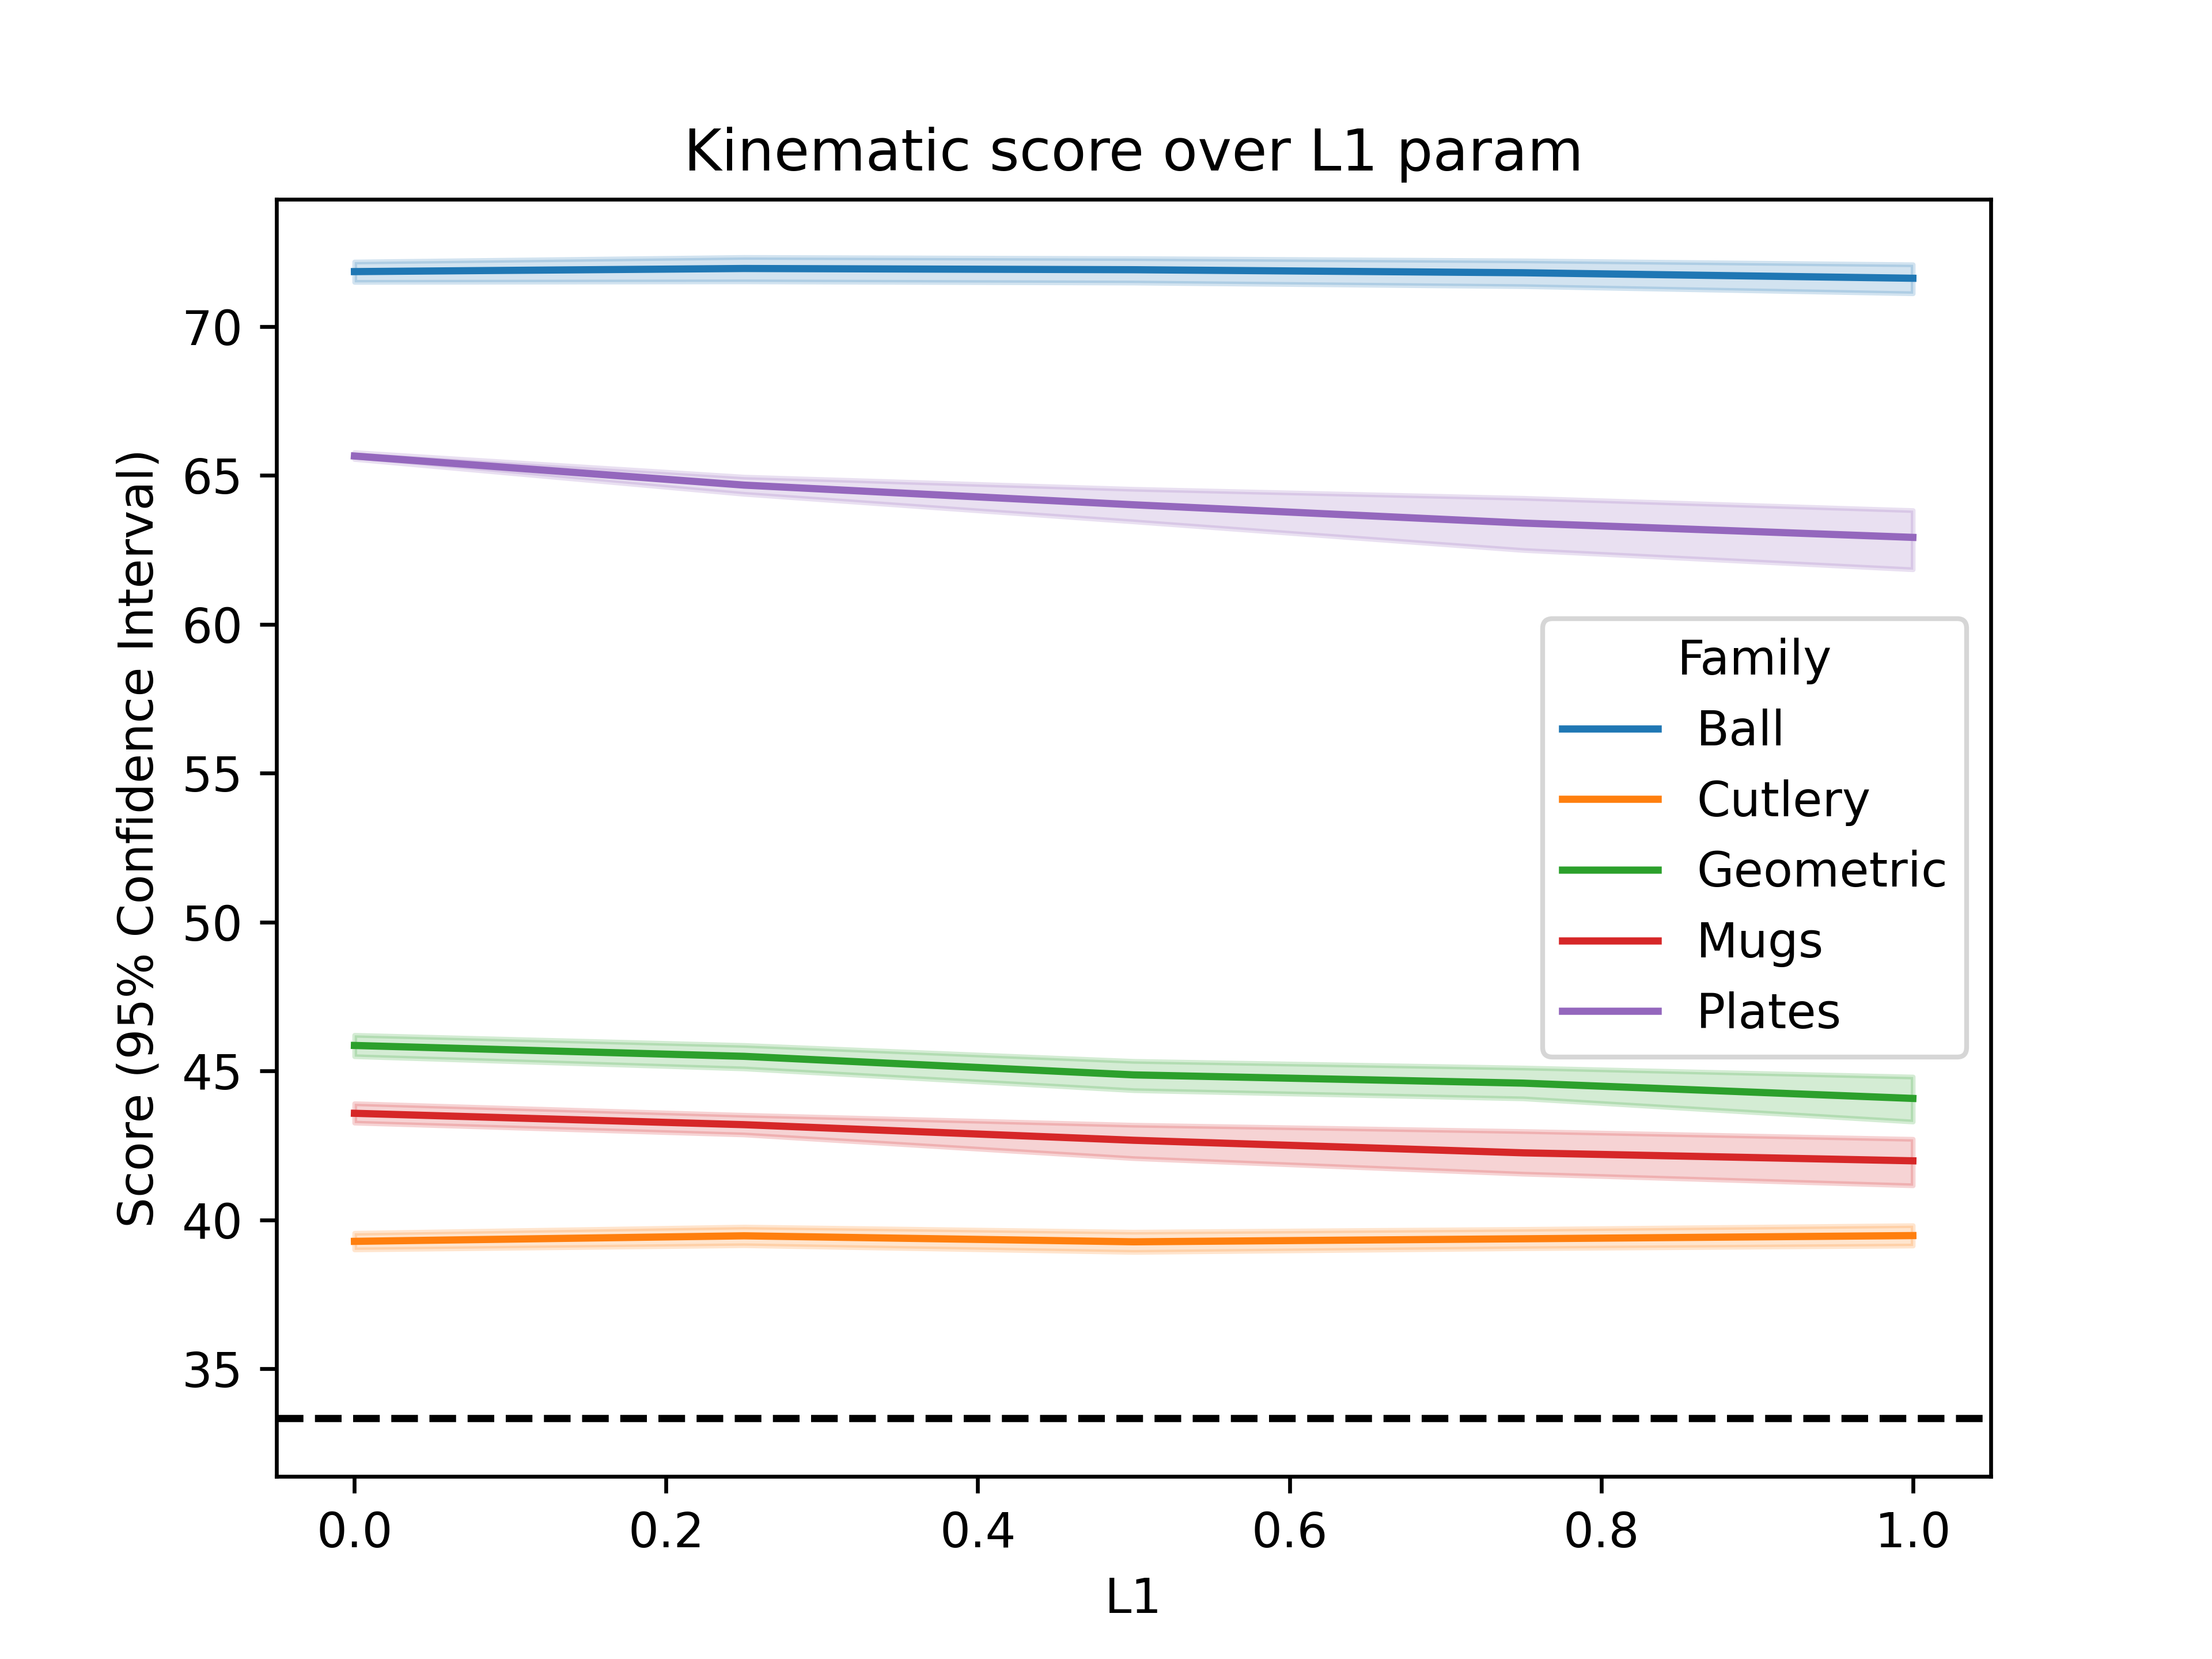 Kinematic score over L1 param
Score (95% Confidence Interval)
70
65
60
55
50
45
40
35
Family
Ball
Cutlery
Geometric
Mugs
Plates
0.0 0.2 0.4 0.6 0.8 1.0
L1